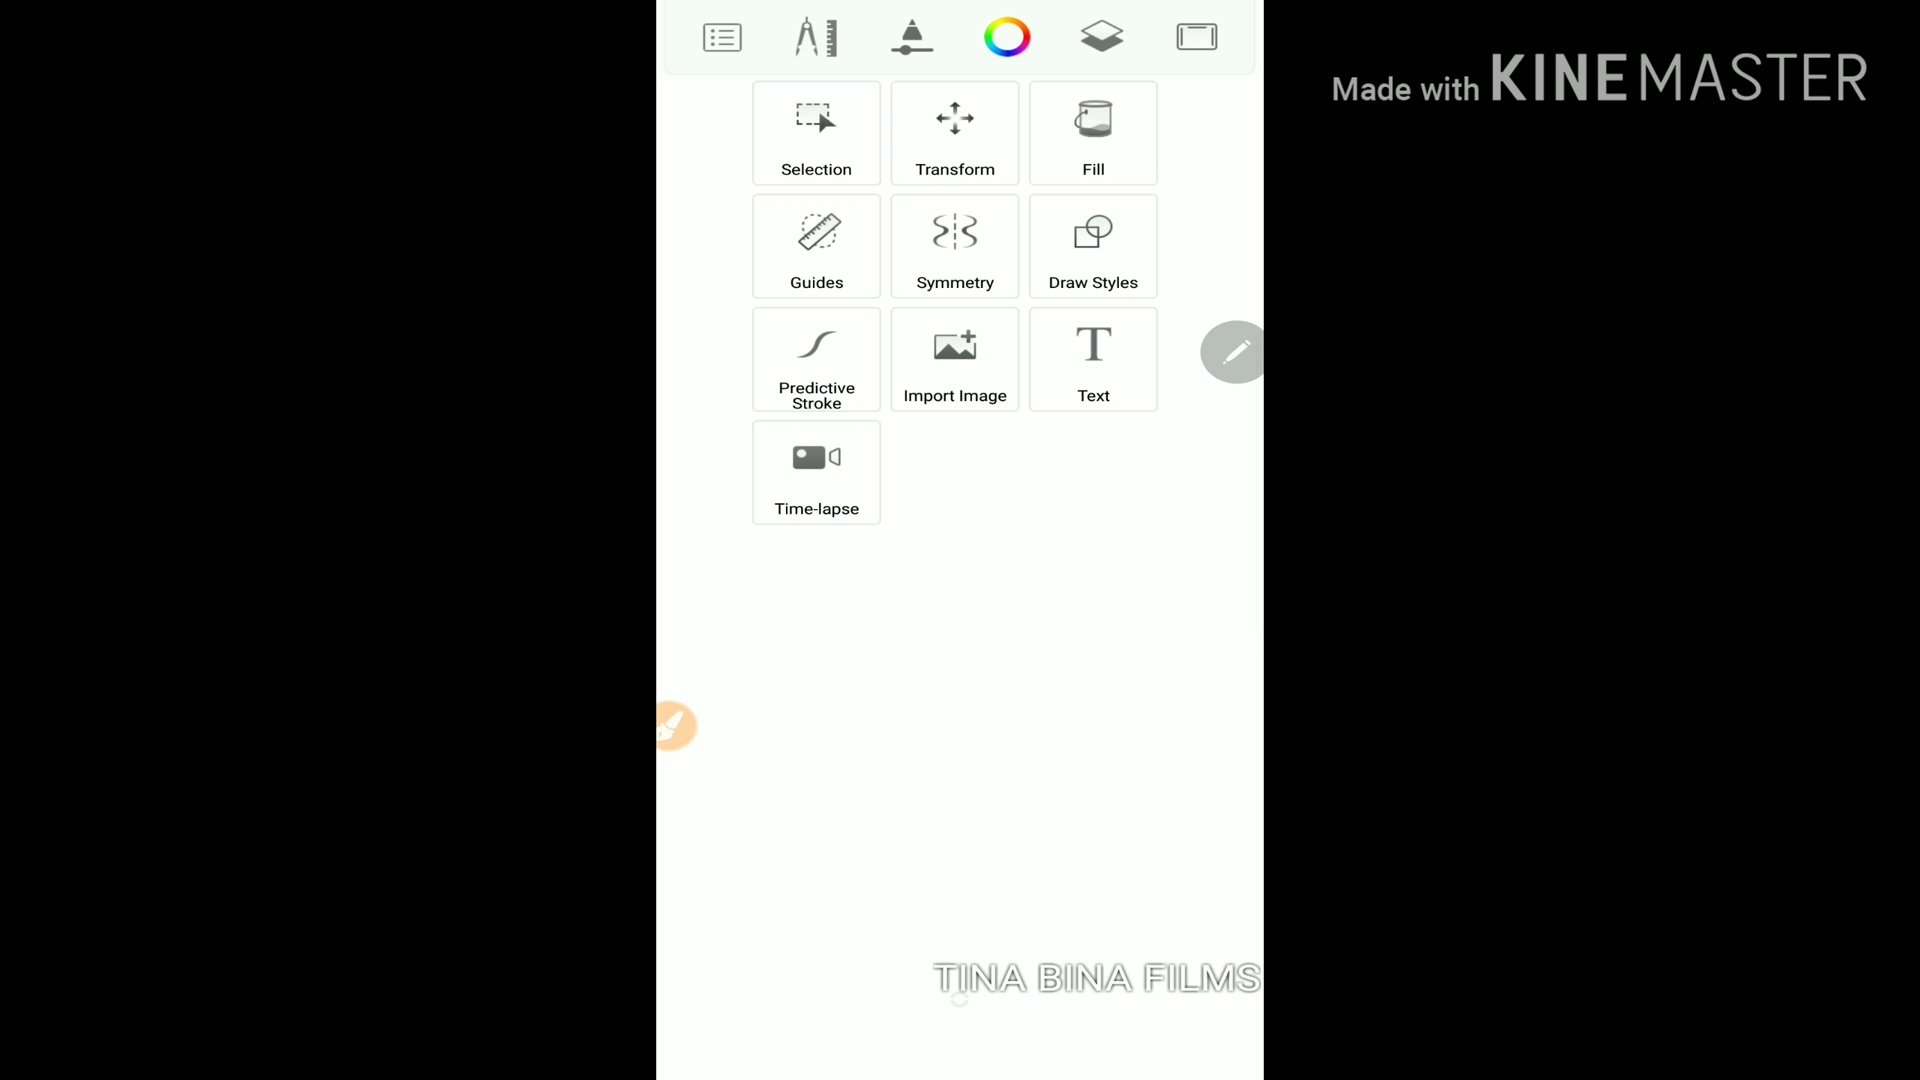 Made with KINEMASTER
Selection
Transform
Fill
Guides
Symmetry
Draw Styles
Predictive
Stroke
Import Image
Text
Time-lapse
TINA BINA FILMS